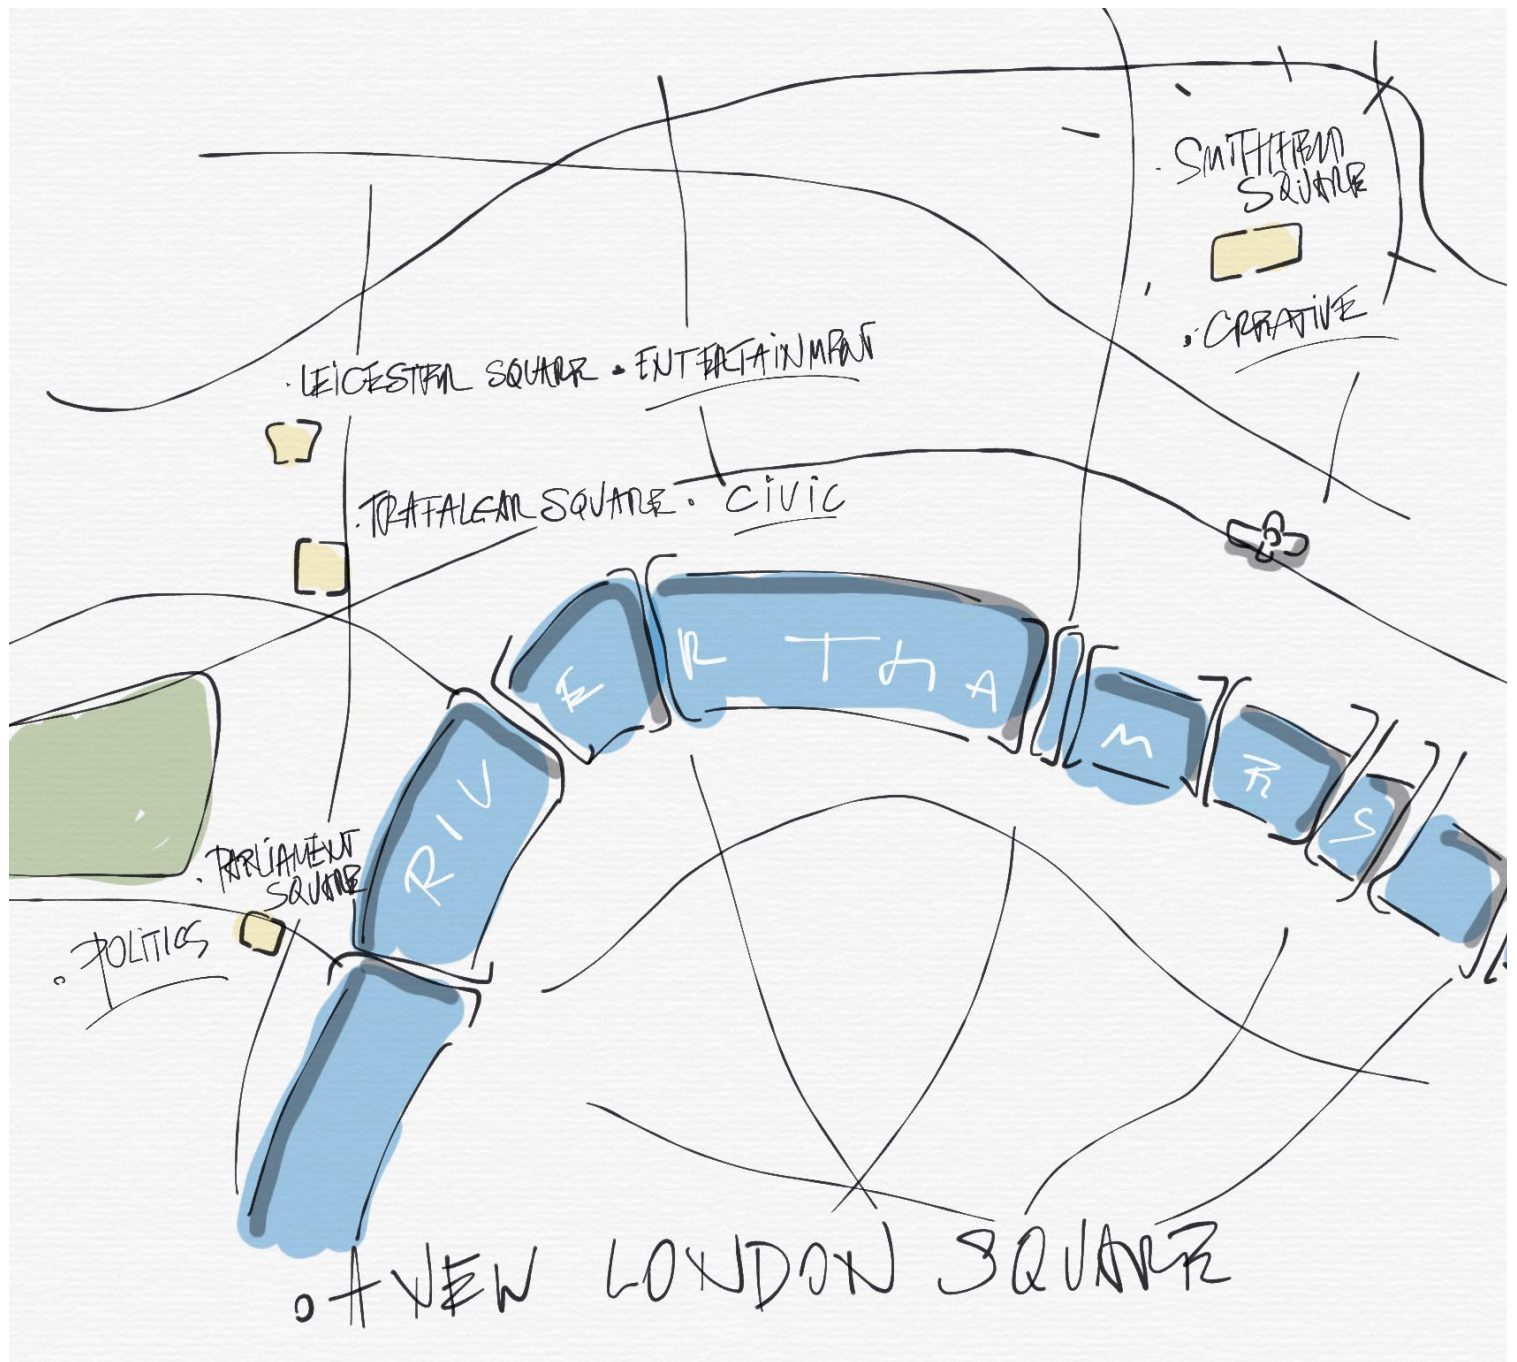 SMITHFIELD
SQUARE
CREATIVE
LEICESTER SQUARE • ENTERTAINMENT
TRAFALGAR SQUARE • CIVIC
RIVER THAMES
PARLIAMENT
SQUARE
POLITICS
A NEW LONDON SQUARE